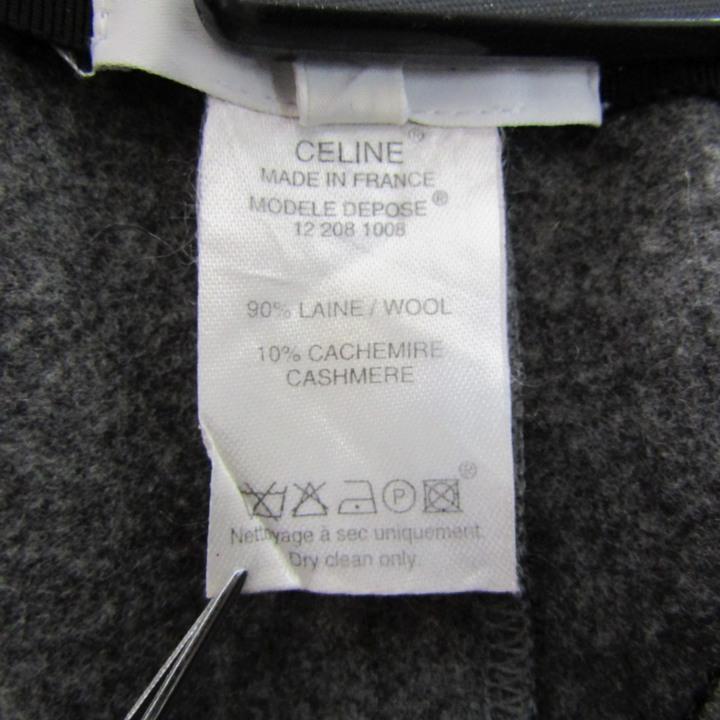 CELINE®
MADE IN FRANCE
MODELE DEPOSE®
12 208 1008
90% LAINE / WOOL
10% CACHEMIRE
CASHMERE
P
®
Nettoyage à sec uniquement.
Dry clean only.